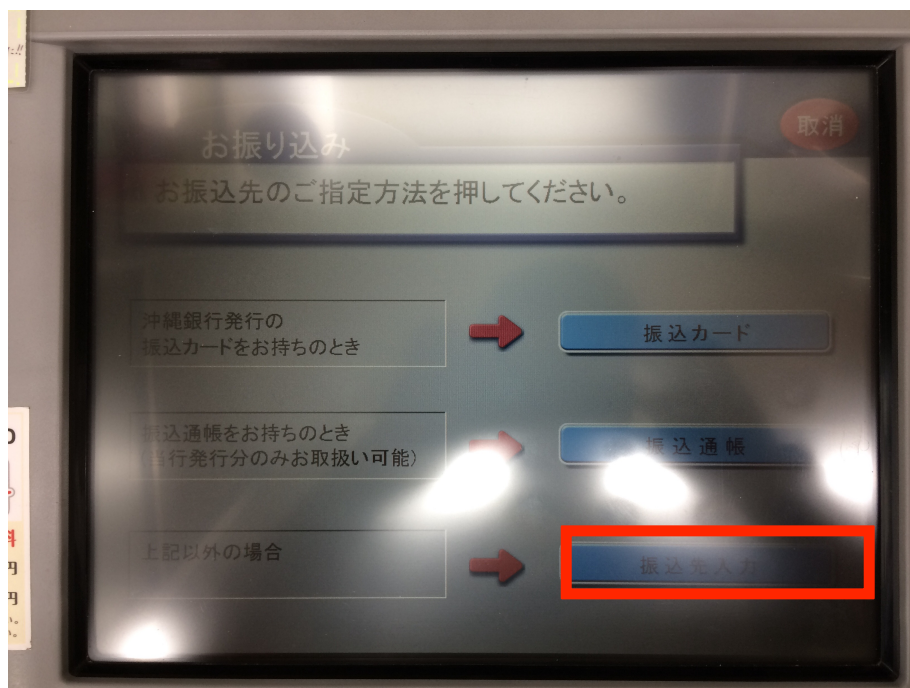 お振り込み
取消
お振込先のご指定方法を押してください。
沖縄銀行発行の
振込カードをお持ちのとき
振込カード
振込通帳をお持ちのとき
(当行発行分のみお取扱い可能)
振込通帳
上記以外の場合
振込先入力
料
円
円